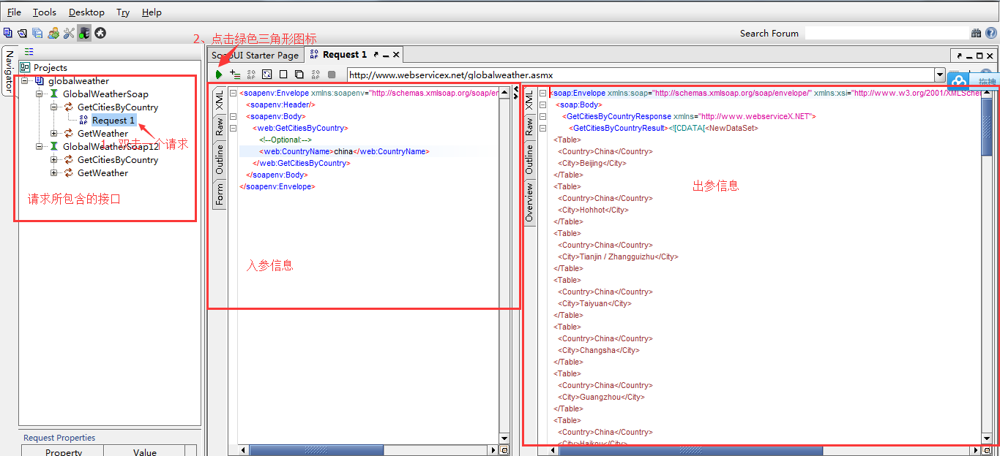 File Tools Desktop Try Help
Search Forum
2、点击绿色三角形图标
Navigator
Projects
globalweather
GlobalWeatherSoap
GetCitiesByCountry
Request 1
GetWeather
1、双击一个请求
GlobalWeatherSoap12
GetCitiesByCountry
GetWeather
请求所包含的接口
Request Properties
Property Value
SoapUI Starter Page
Request 1
http://www.webservicex.net/globalweather.asmx
拖拽
XML
Raw
Outline
Form
<soapenv:Envelope xmlns:soapenv="http://schemas.xmlsoap.org/soap/er
<soapenv:Header/>
<soapenv:Body>
<web:GetCitiesByCountry>
<!--Optional:-->
<web:CountryName>china</web:CountryName>
</web:GetCitiesByCountry>
</soapenv:Body>
</soapenv:Envelope>
入参信息
XML
Raw
Outline
Overview
<soap:Envelope xmlns:soap="http://schemas.xmlsoap.org/soap/envelope/" xmlns:xsi="http://www.w3.org/2001/XMLScher
<soap:Body>
<GetCitiesByCountryResponse xmlns="http://www.webserviceX.NET">
<GetCitiesByCountryResult><![CDATA[<NewDataSet>
<Table>
<Country>China</Country>
<City>Beijing</City>
</Table>
<Table>
<Country>China</Country>
<City>Hohhot</City>
</Table>
<Table>
<Country>China</Country>
<City>Tianjin / Zhangguizhu</City>
</Table>
<Table>
<Country>China</Country>
<City>Taiyuan</City>
</Table>
<Table>
<Country>China</Country>
<City>Changsha</City>
</Table>
<Table>
<Country>China</Country>
<City>Guangzhou</City>
</Table>
<Table>
<Country>China</Country>
<City>Haikou</City>
出参信息